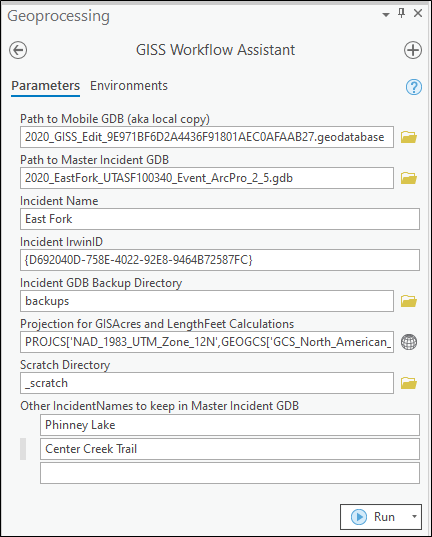 Geoprocessing
GISS Workflow Assistant
Parameters Environments
?
Path to Mobile GDB (aka local copy)
2020_GISS_Edit_9E971BF6D2A4436F91801AEC0AFAAB27.geodatabase
Path to Master Incident GDB
2020_EastFork_UTASF100340_Event_ArcPro_2_5.gdb
Incident Name
East Fork
Incident IrwinID
{D692040D-758E-4022-92E8-9464B72587FC}
Incident GDB Backup Directory
backups
Projection for GISAcres and LengthFeet Calculations
PROJCS['NAD_1983_UTM_Zone_12N',GEOGCS['GCS_North_American_
Scratch Directory
_scratch
Other IncidentNames to keep in Master Incident GDB
Phinney Lake
Center Creek Trail
Run